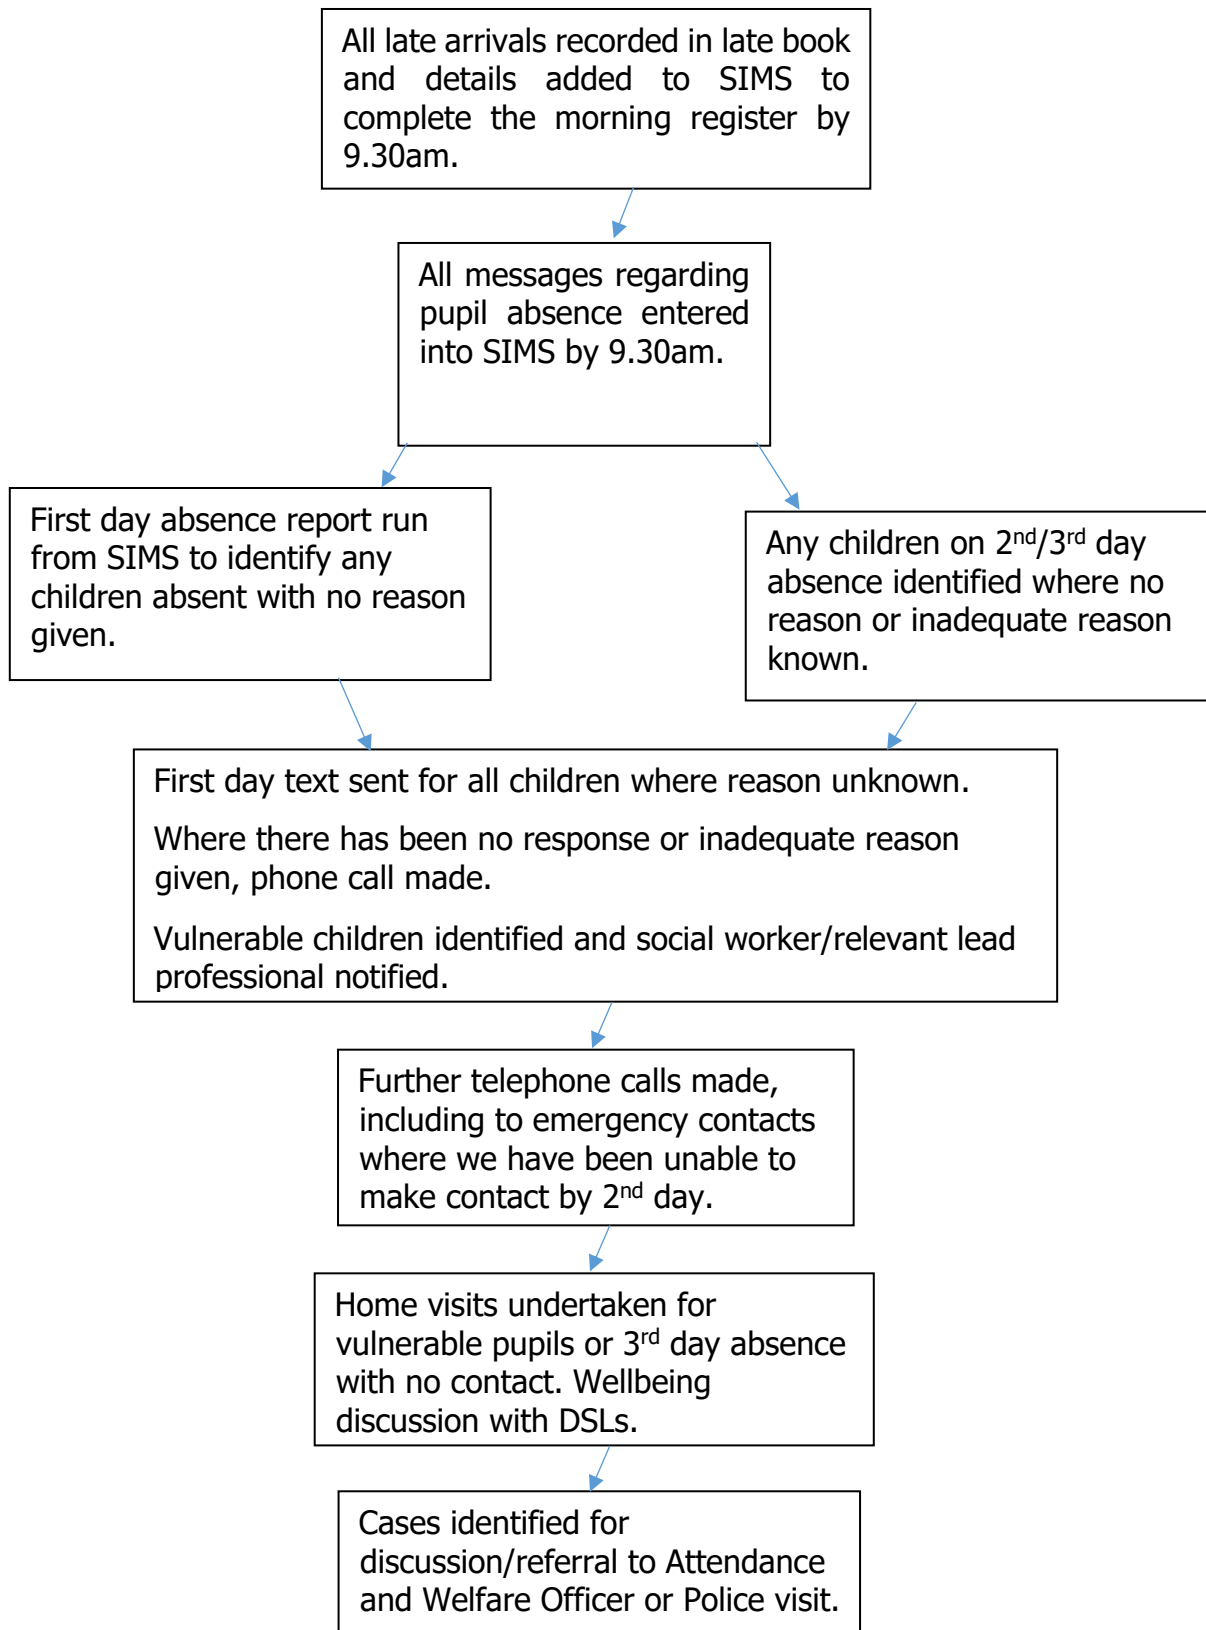 All late arrivals recorded in late book
and details added to SIMS to
complete the morning register by
9.30am.
All messages regarding
pupil absence entered
into SIMS by 9.30am.
First day absence report run
from SIMS to identify any
children absent with no reason
given.
Any children on 2nd/3rd day
absence identified where no
reason or inadequate reason
known.
First day text sent for all children where reason unknown.
Where there has been no response or inadequate reason
given, phone call made.
Vulnerable children identified and social worker/relevant lead
professional notified.
Further telephone calls made,
including to emergency contacts
where we have been unable to
make contact by 2nd day.
Home visits undertaken for
vulnerable pupils or 3rd day absence
with no contact. Wellbeing
discussion with DSLs.
Cases identified for
discussion/referral to Attendance
and Welfare Officer or Police visit.